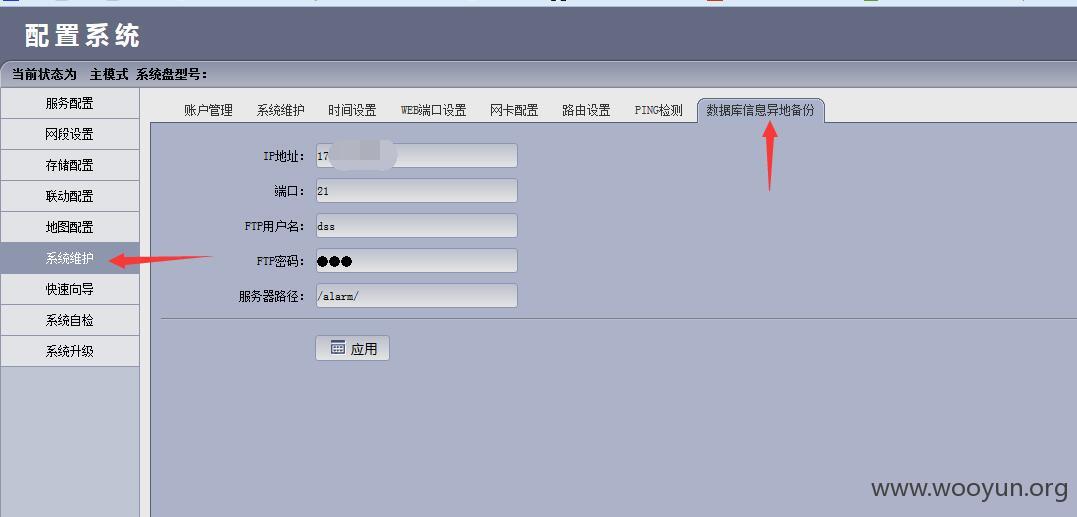 配置系统
当前状态为 主模式 系统盘型号：
服务配置
网段设置
存储配置
联动配置
地图配置
系统维护
快速向导
系统自检
系统升级
账户管理 系统维护 时间设置 WEB端口设置 网卡配置 路由设置 PING检测 数据库信息异地备份
IP地址： 17
端口： 21
FTP用户名： dss
FTP密码： ●●●
服务器路径： /alarm/
应用
www.wooyun.org